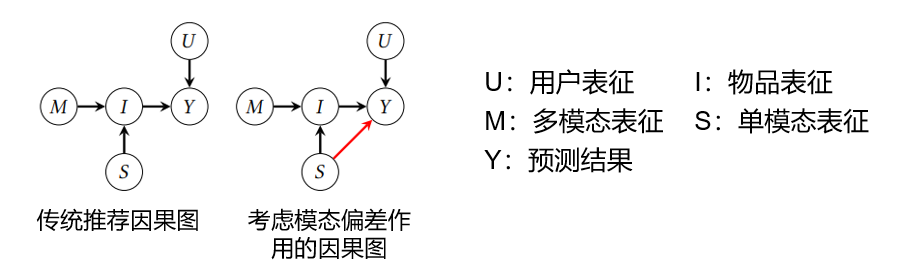 U
U
M
I
Y
M
I
Y
S
S
传统推荐因果图
考虑模态偏差作
用的因果图
U：用户表征 I：物品表征
M：多模态表征 S：单模态表征
Y：预测结果